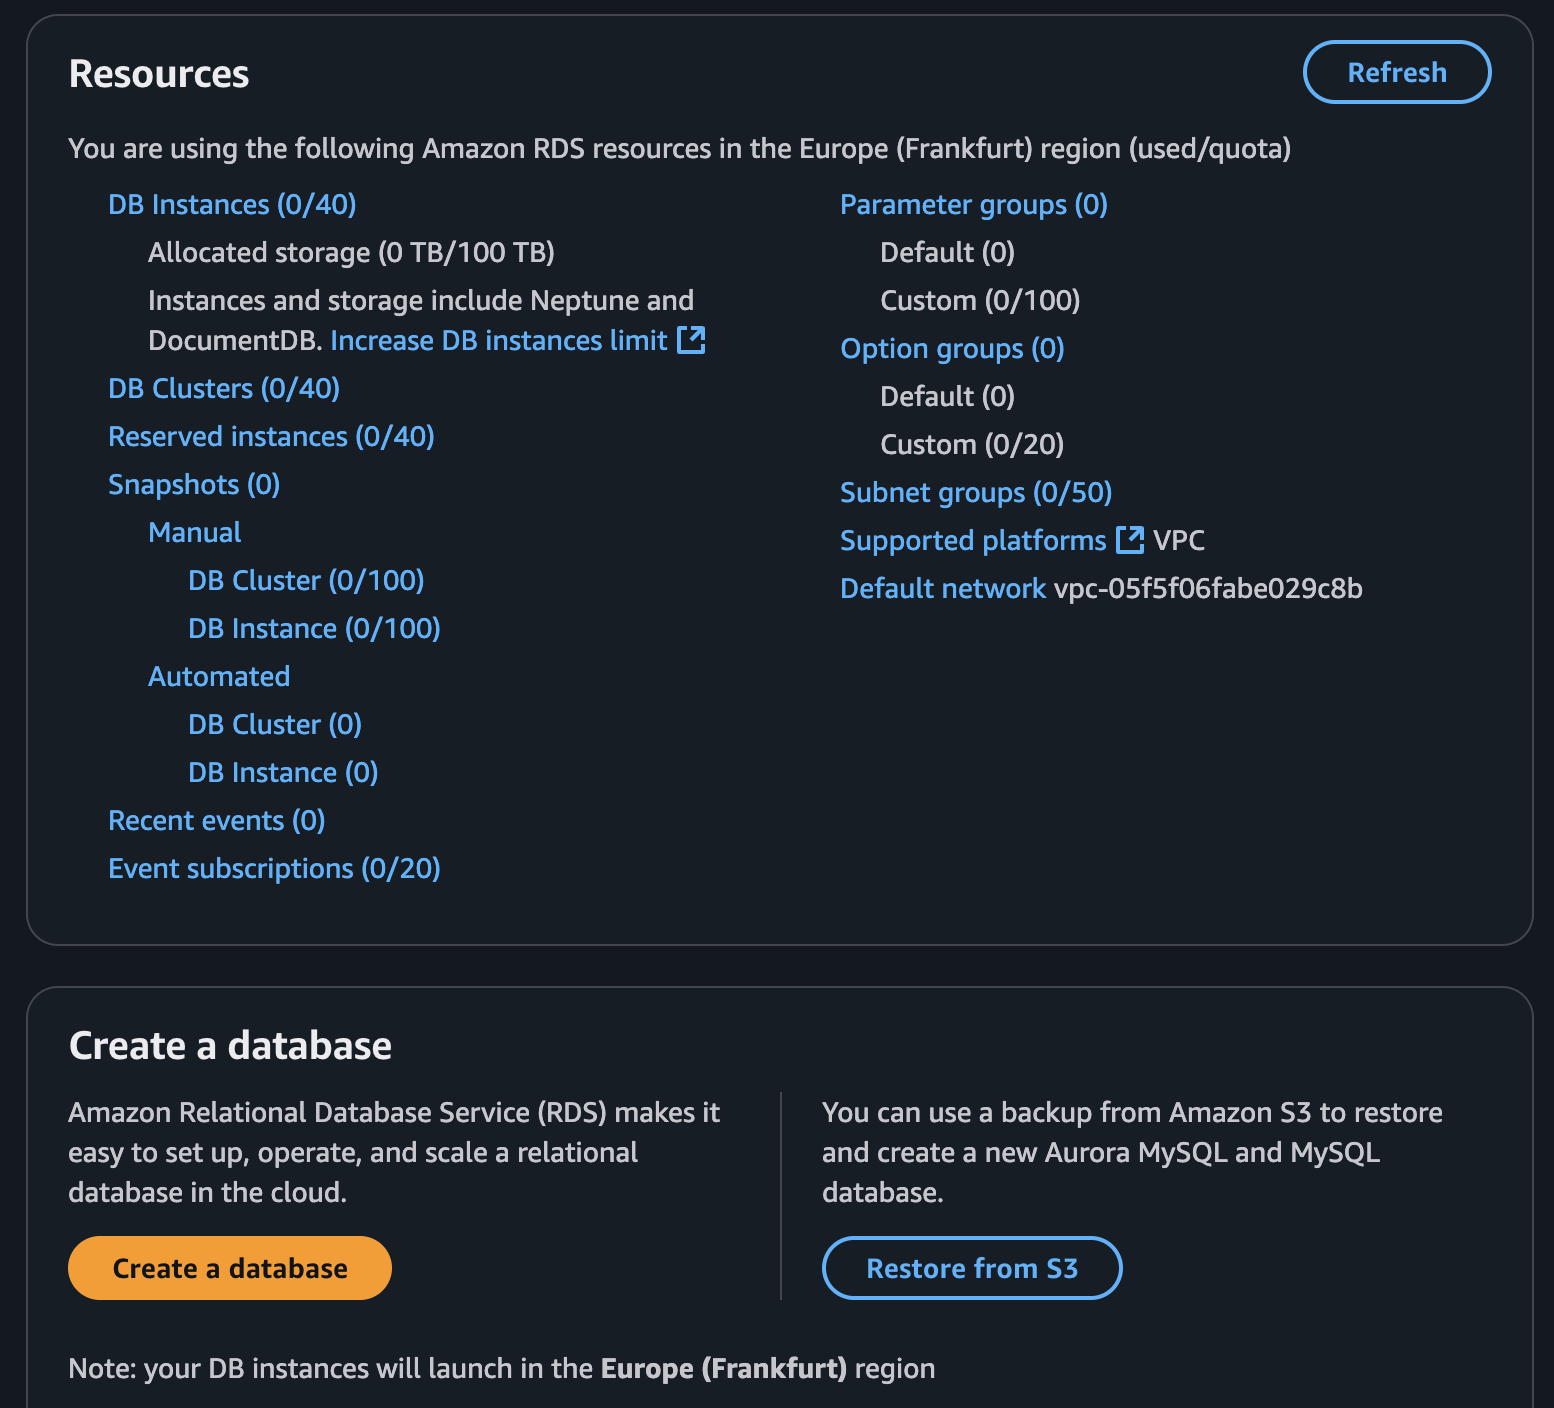 Resources
Refresh
You are using the following Amazon RDS resources in the Europe (Frankfurt) region (used/quota)
DB Instances (0/40)
Allocated storage (0 TB/100 TB)
Instances and storage include Neptune and
DocumentDB. Increase DB instances limit
DB Clusters (0/40)
Reserved instances (0/40)
Snapshots (0)
Manual
DB Cluster (0/100)
DB Instance (0/100)
Automated
DB Cluster (0)
DB Instance (0)
Recent events (0)
Event subscriptions (0/20)
Parameter groups (0)
Default (0)
Custom (0/100)
Option groups (0)
Default (0)
Custom (0/20)
Subnet groups (0/50)
Supported platforms VPC
Default network vpc-05f5f06fabe029c8b
Create a database
Amazon Relational Database Service (RDS) makes it
easy to set up, operate, and scale a relational
database in the cloud.
Create a database
You can use a backup from Amazon S3 to restore
and create a new Aurora MySQL and MySQL
database.
Restore from S3
Note: your DB instances will launch in the Europe (Frankfurt) region